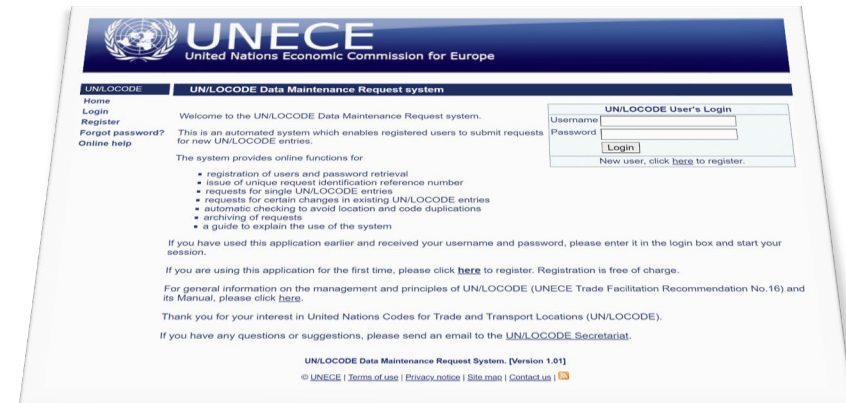 UNECE
United Nations Economic Commission for Europe
UN/LOCODE
UN/LOCODE Data Maintenance Request system
Home
Login
Register
Forgot password?
Online help
Welcome to the UN/LOCODE Data Maintenance Request system.
This is an automated system which enables registered users to submit requests
for new UN/LOCODE entries.
The system provides online functions for
▪ registration of users and password retrieval
▪ issue of unique request identification reference number
▪ requests for single UN/LOCODE entries
▪ requests for certain changes in existing UN/LOCODE entries
▪ automatic checking to avoid location and code duplications
▪ archiving of requests
▪ a guide to explain the use of the system
UN/LOCODE User's Login
Username
Password
Login
New user, click here to register.
If you have used this application earlier and received your username and password, please enter it in the login box and start your
session.
If you are using this application for the first time, please click here to register. Registration is free of charge.
For general information on the management and principles of UN/LOCODE (UNECE Trade Facilitation Recommendation No.16) and
its Manual, please click here.
Thank you for your interest in United Nations Codes for Trade and Transport Locations (UN/LOCODE).
If you have any questions or suggestions, please send an email to the UN/LOCODE Secretariat.
UN/LOCODE Data Maintenance Request System. [Version 1.01]
© UNECE | Terms of use | Privacy notice | Site map | Contact us |